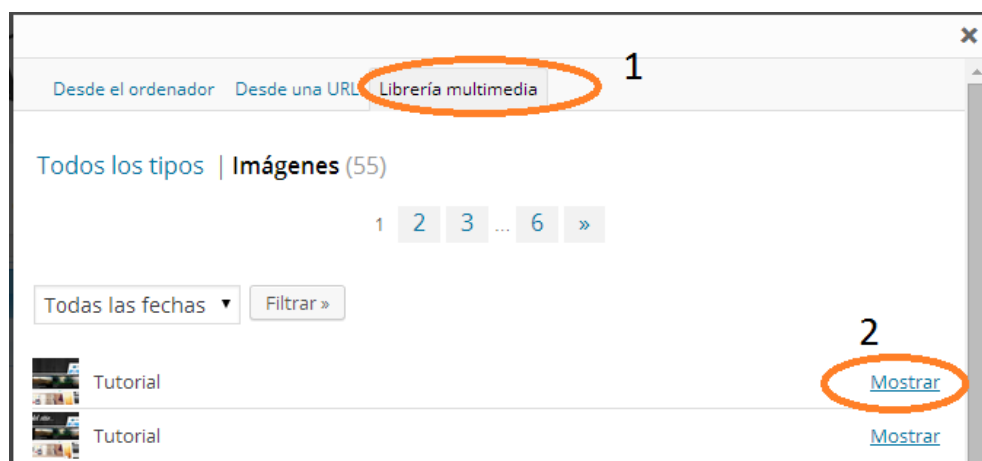 1
Desde el ordenador Desde una URL Librería multimedia
Todos los tipos | Imágenes (55)
1 2 3 ... 6 »
Todas las fechas ▼ Filtrar »
2
Tutorial Mostrar
Tutorial Mostrar